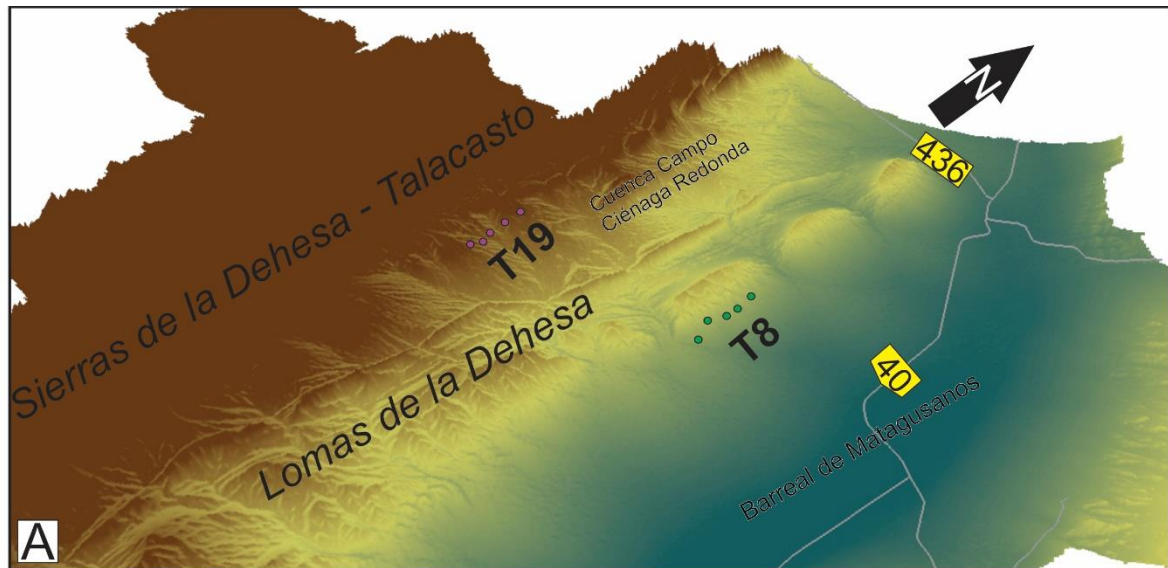 N
436
Sierras de la Dehesa - Talacasto
Cuenca Campo
Ciénaga Redonda
T19
Lomas de la Dehesa
T8
40
Barreal de Matagusanos
A